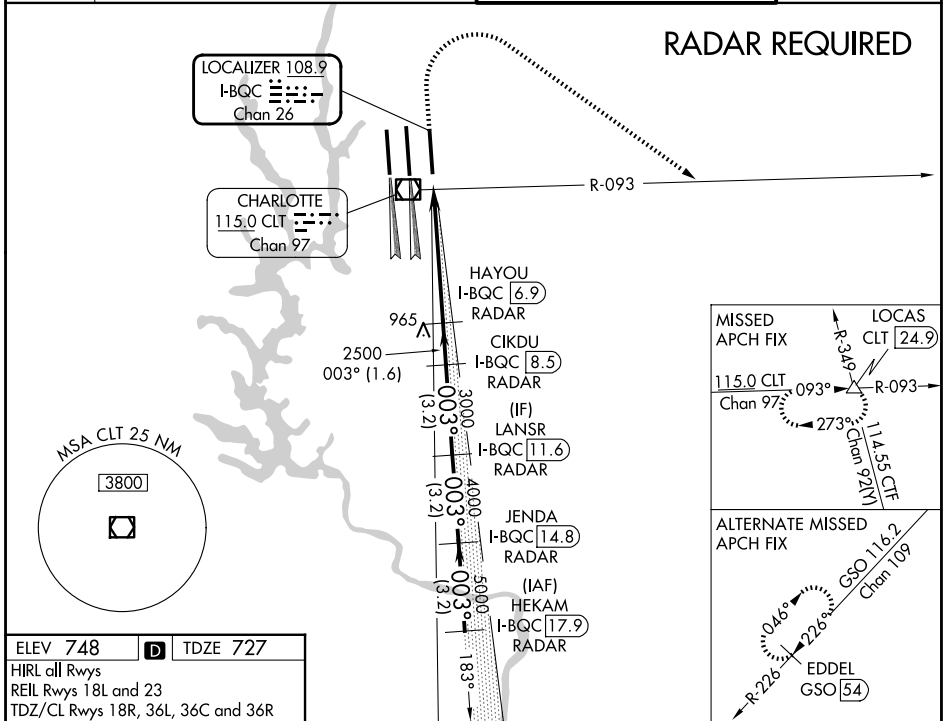 RADAR REQUIRED
LOCALIZER 108.9
I-BQC
Chan 26
CHARLOTTE
115.0 CLT
Chan 97
R-093
HAYOU
I-BQC 6.9
RADAR
965
2500
003° (1.6)
CIKDU
I-BQC 8.5
RADAR
003°
3000
(3.2)
(IF)
LANSR
I-BQC 11.6
RADAR
003°
4000
(3.2)
JENDA
I-BQC 14.8
RADAR
003°
5000
(3.2)
(IAF)
HEKAM
I-BQC 17.9
RADAR
183°
MSA CLT 25 NM
3800
MISSED
APCH FIX
LOCAS
CLT 24.9
R-349
115.0 CLT
Chan 97
093°
R-093
273°
114.55 CTF
Chan 92(Y)
ALTERNATE MISSED
APCH FIX
GSO 116.2
Chan 109
046°
226°
R-226
EDDEL
GSO 54
ELEV 748 D TDZE 727
HIRL all Rwys
REIL Rwys 18L and 23
TDZ/CL Rwys 18R, 36L, 36C and 36R